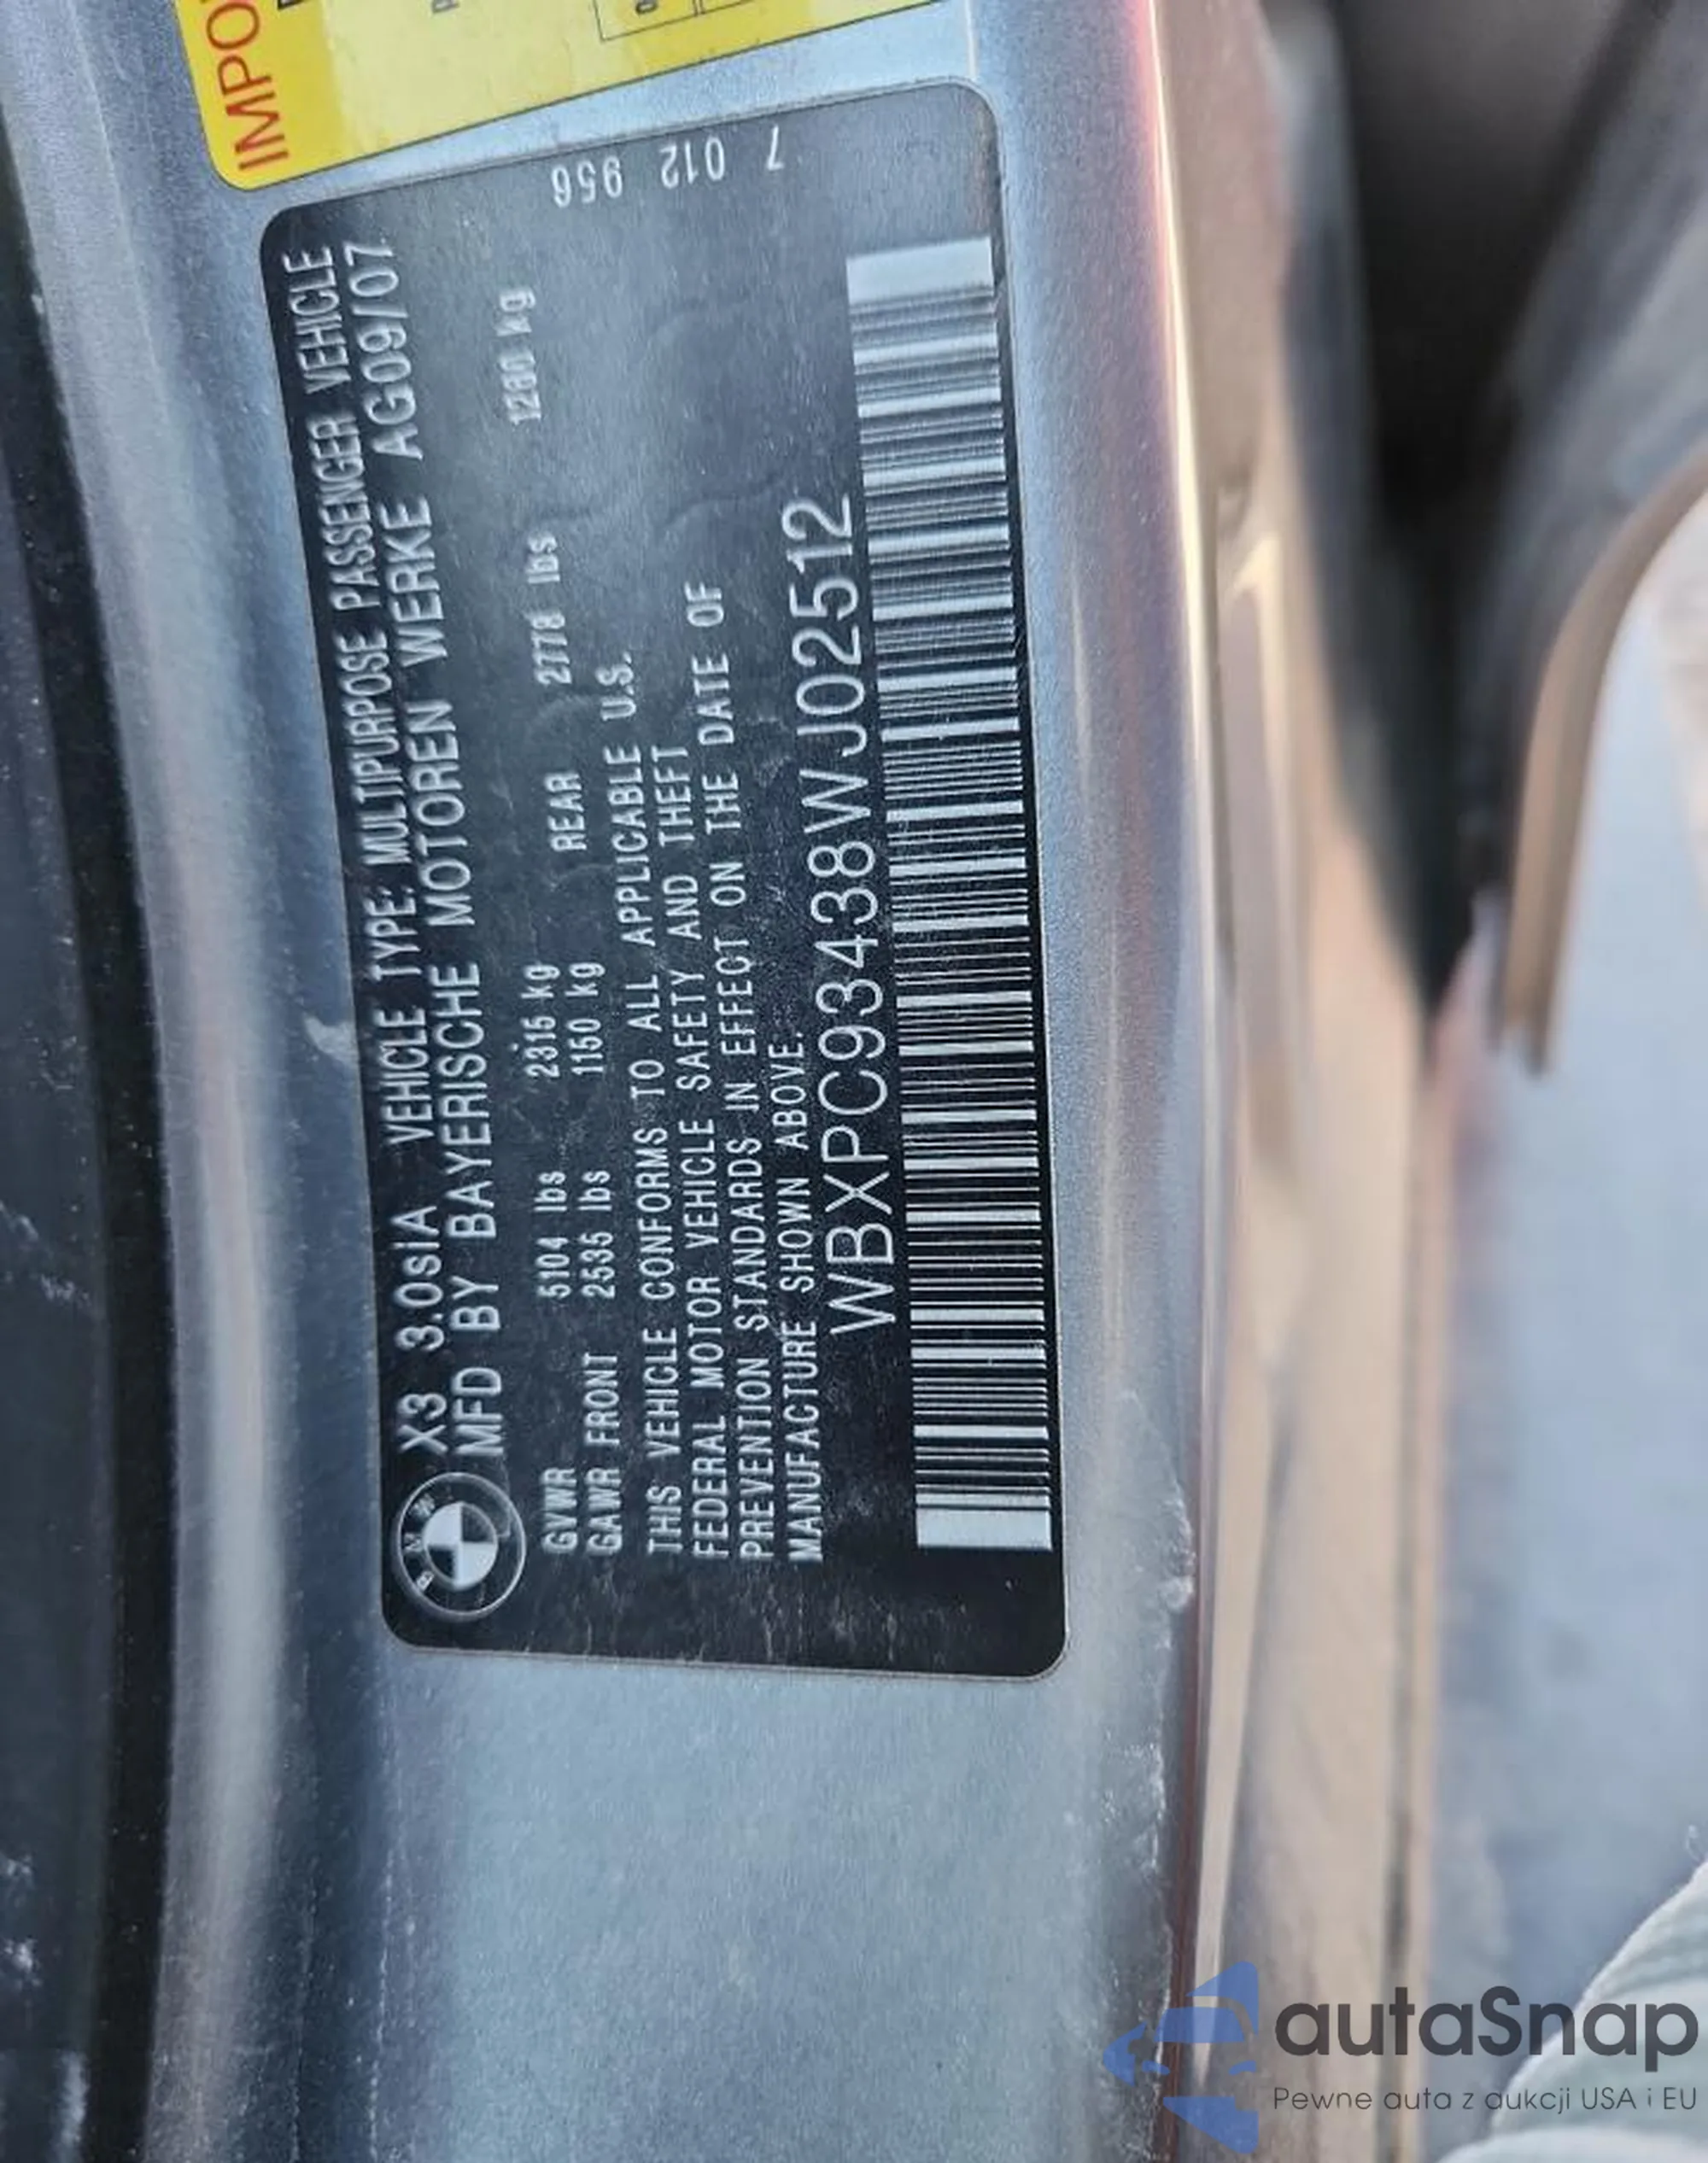 IMPO
7 012 956
X3 3.0siA VEHICLE TYPE: MULTIPURPOSE PASSENGER VEHICLE
MFD BY BAYERISCHE MOTOREN WERKE AG09/07
GVWR 5104 lbs 2315 kg
GAWR FRONT 2535 lbs 1150 kg REAR 2778 lbs 1260 kg
THIS VEHICLE CONFORMS TO ALL APPLICABLE U.S.
FEDERAL MOTOR VEHICLE SAFETY AND THEFT
PREVENTION STANDARDS IN EFFECT ON THE DATE OF
MANUFACTURE SHOWN ABOVE.
WBXPC93438WJ02512
BMW
autaSnap
Pewne auta z aukcji USA i EU